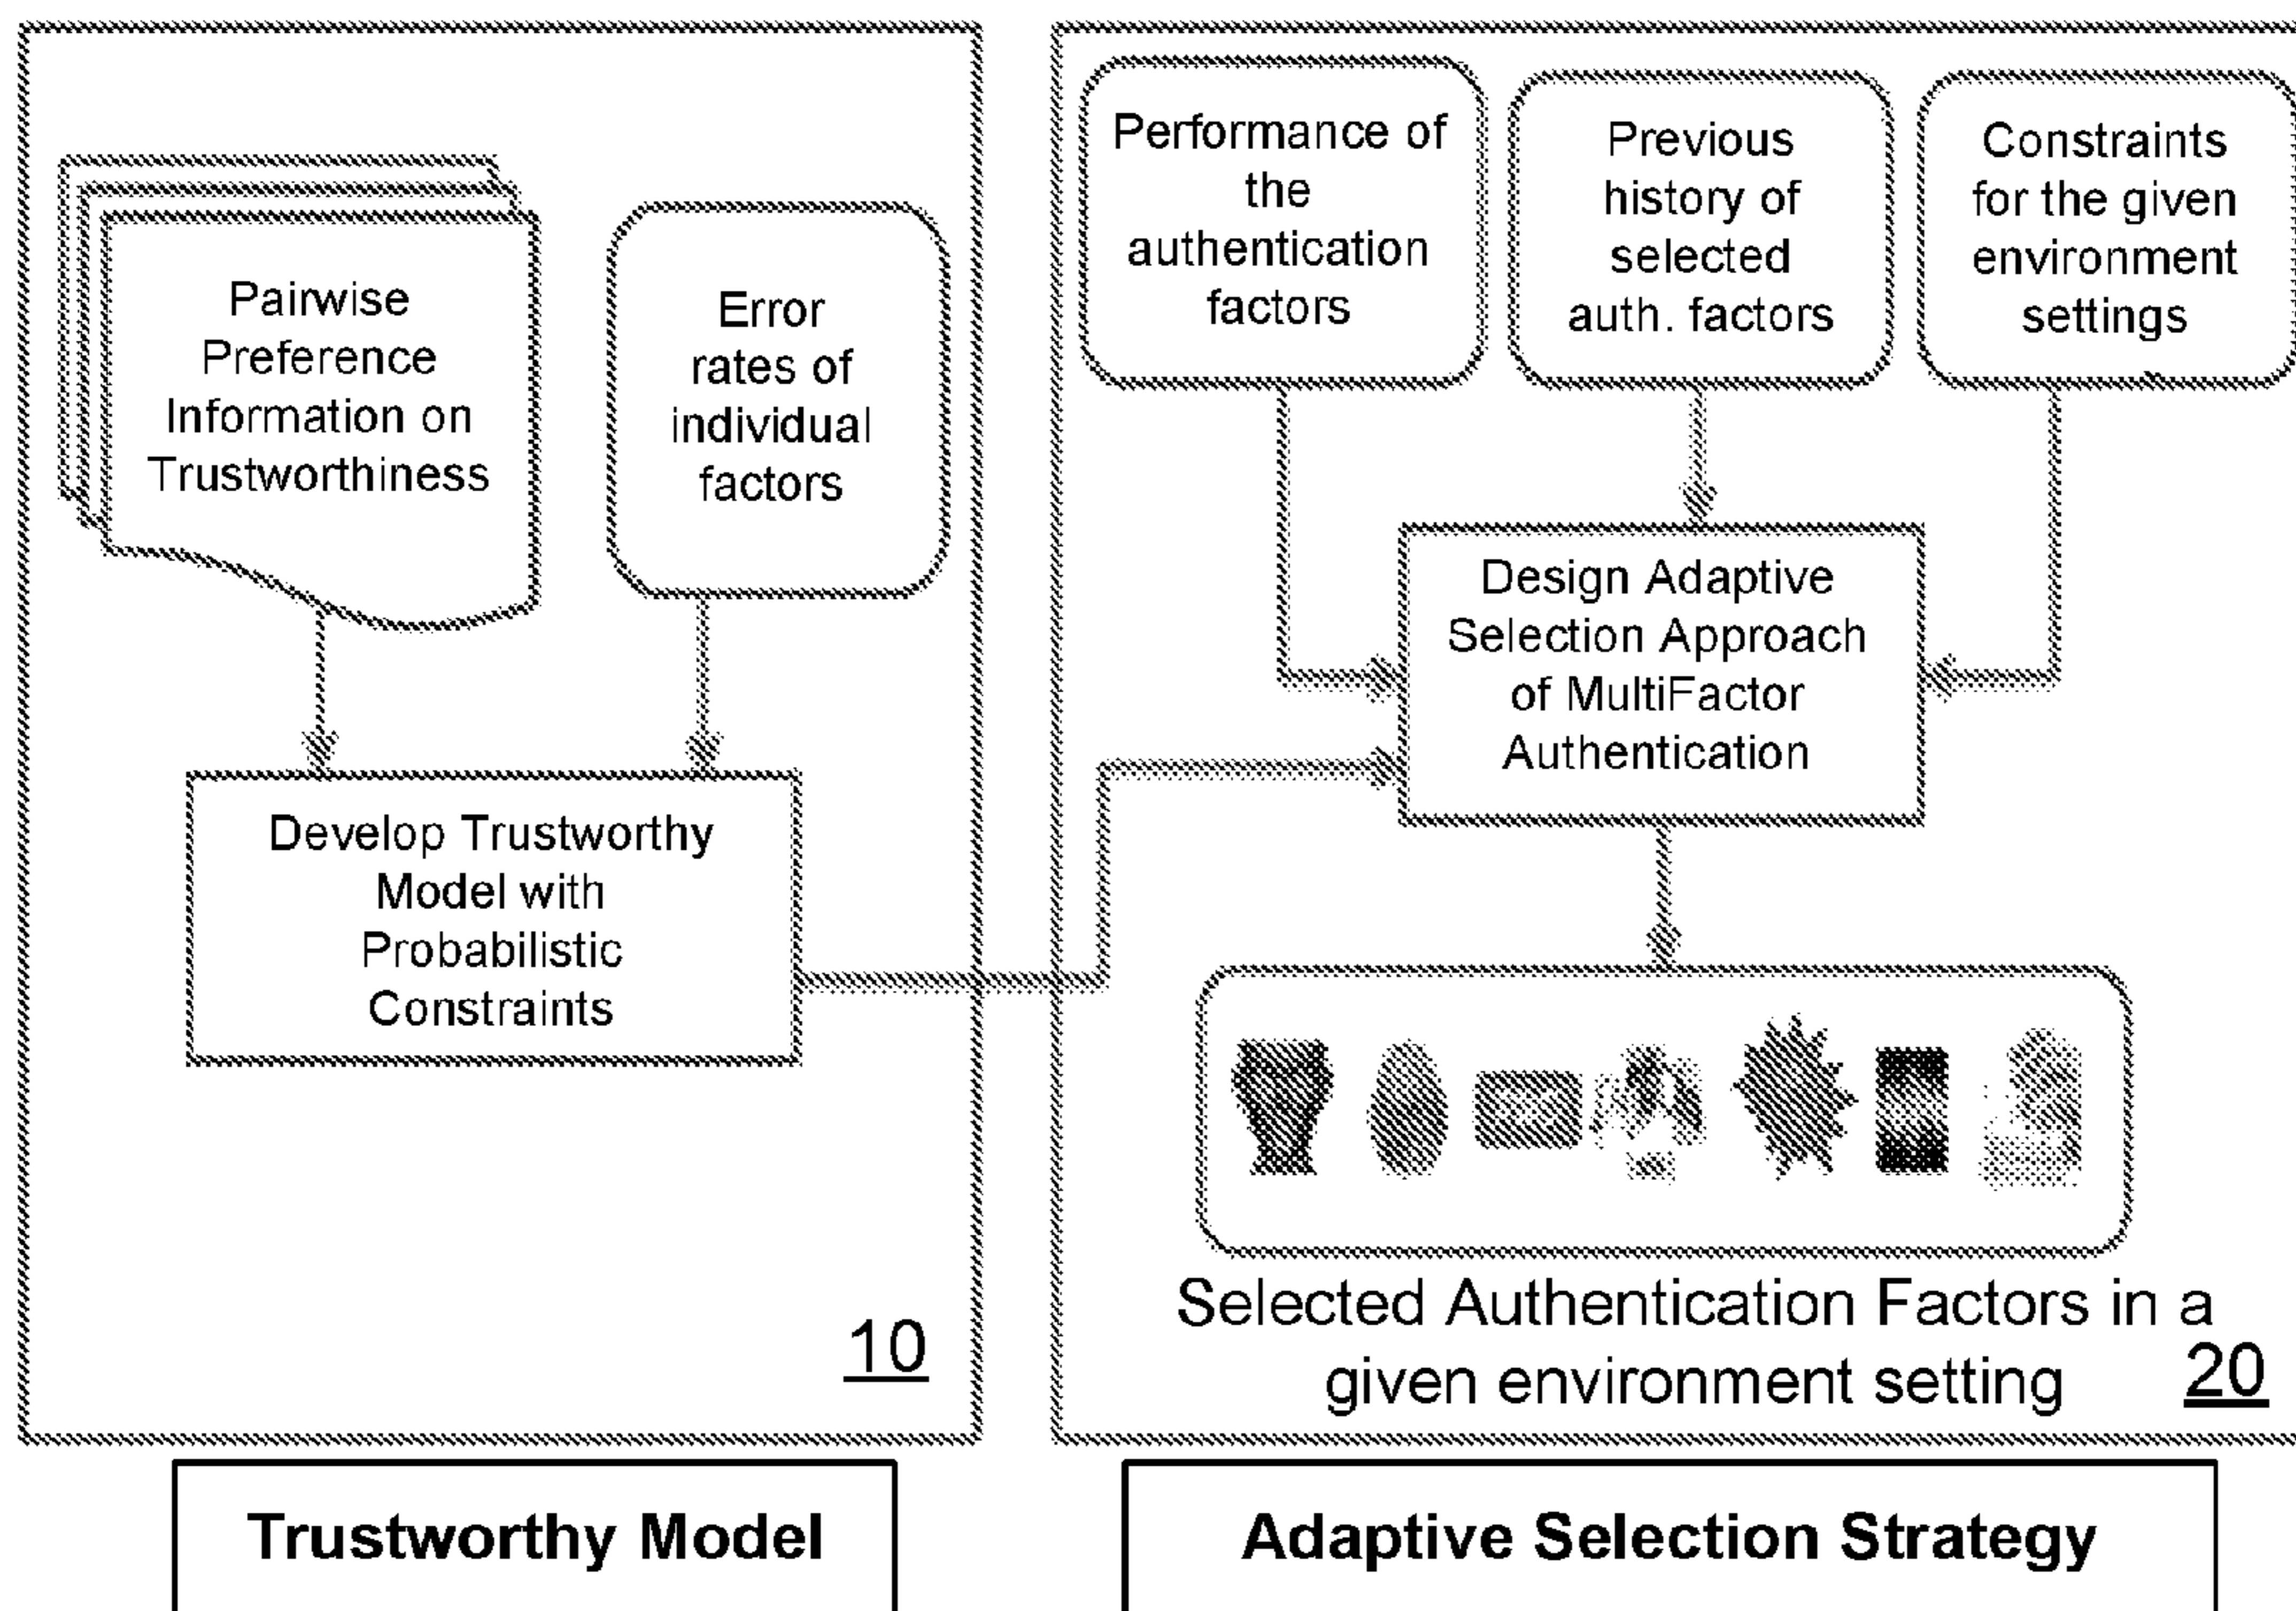 Pairwise
Preference
Information on
Trustworthiness
Error
rates of
individual
factors
Develop Trustworthy
Model with
Probabilistic
Constraints
10
Trustworthy Model
Performance of
the
authentication
factors
Previous
history of
selected
auth. factors
Constraints
for the given
environment
settings
Design Adaptive
Selection Approach
of MultiFactor
Authentication
Selected Authentication Factors in a
given environment setting
20
Adaptive Selection Strategy